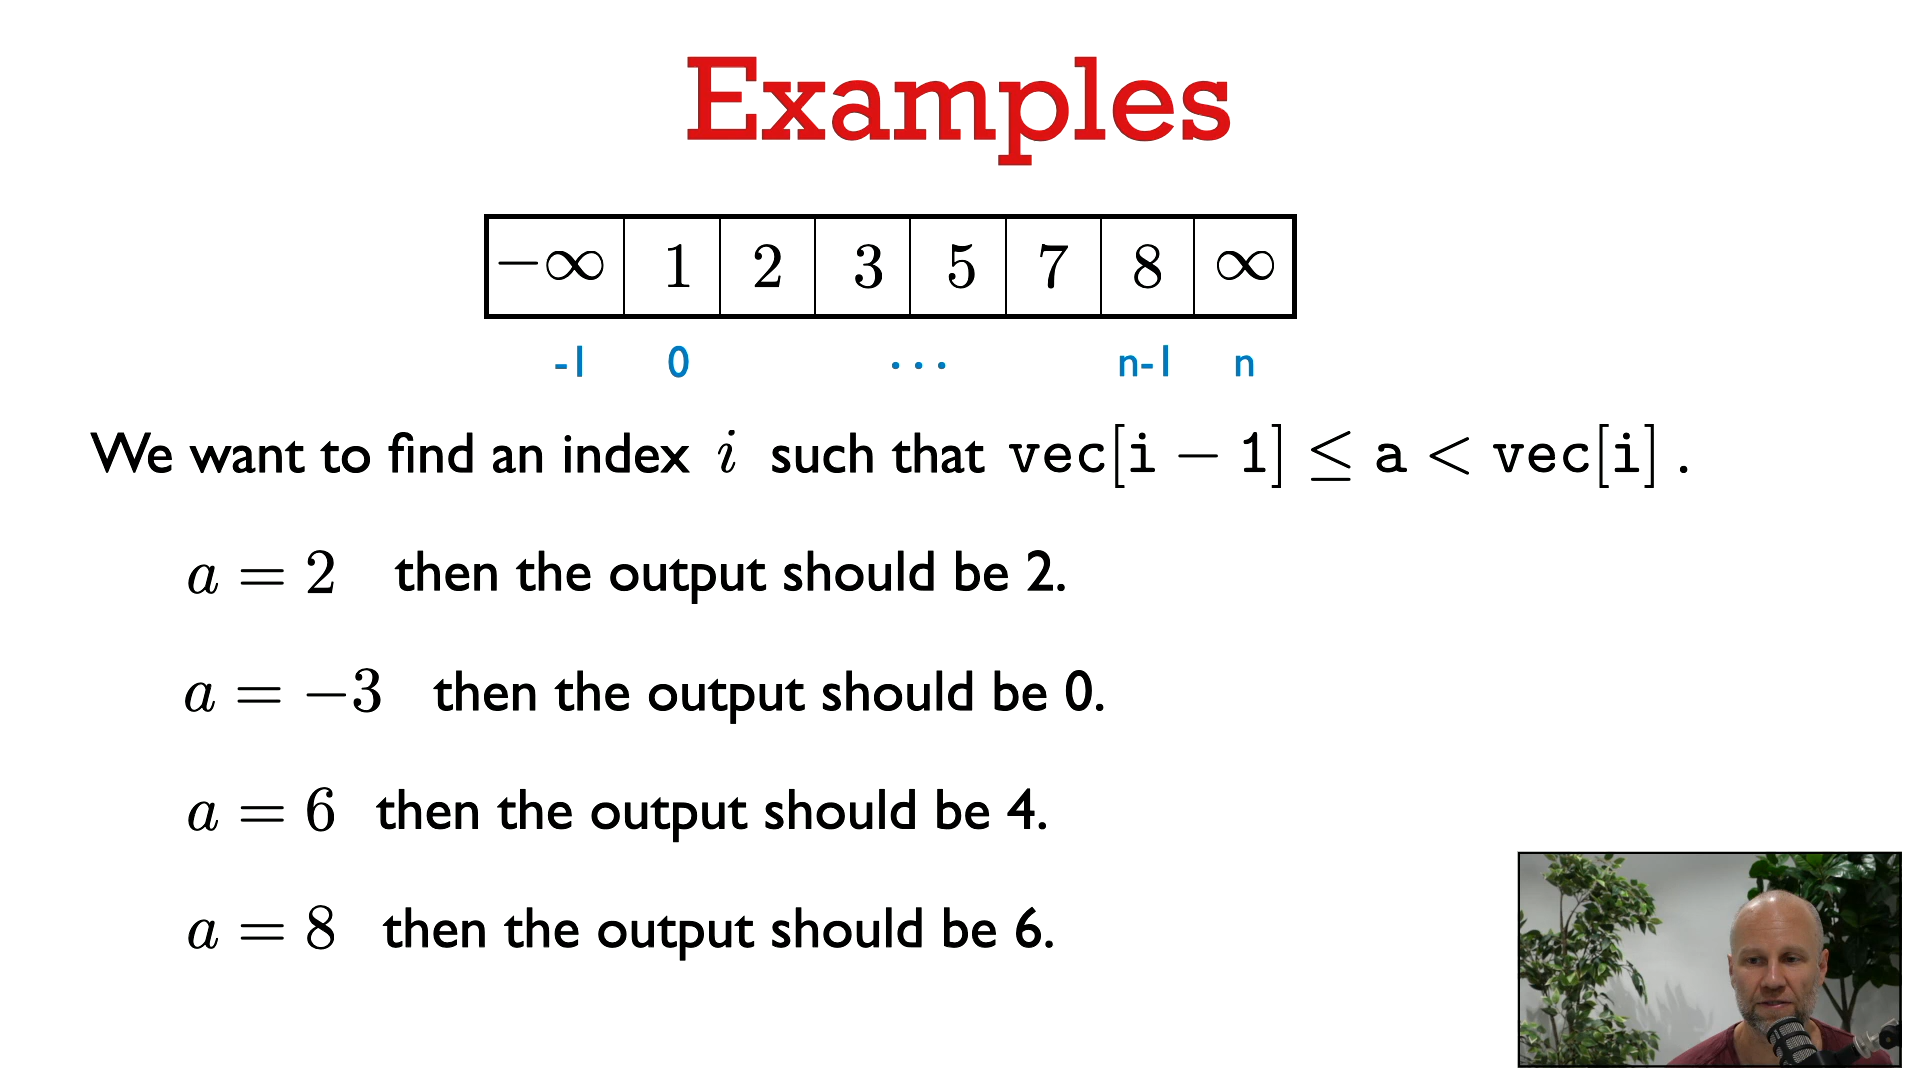 Examples
−∞ 1 2 3 5 7 8 ∞
-1 0 ... n-1 n
We want to find an index i such that vec[i − 1] ≤ a < vec[i] .
a = 2 then the output should be 2.
a = −3 then the output should be 0.
a = 6 then the output should be 4.
a = 8 then the output should be 6.